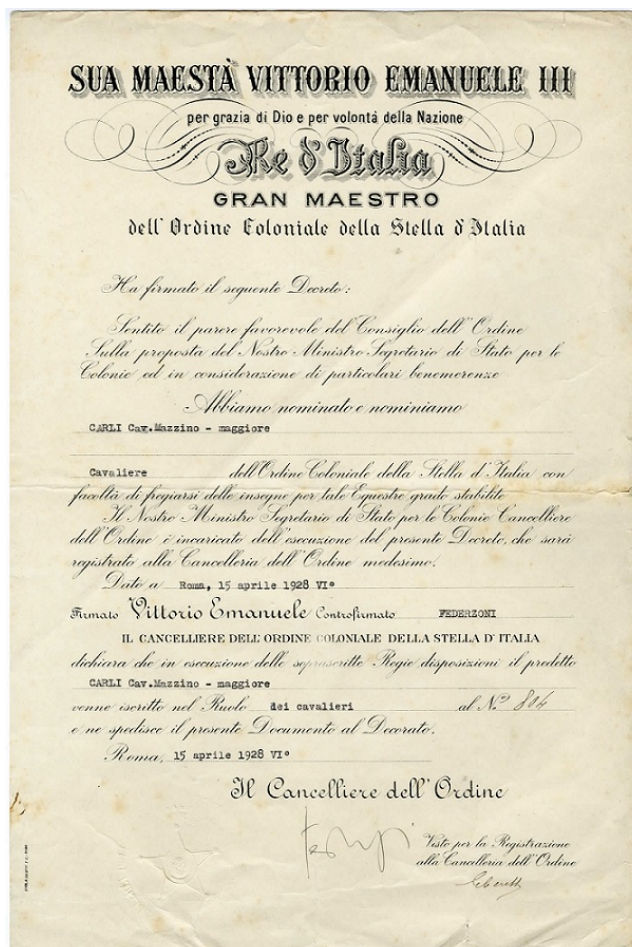 SUA MAESTÀ VITTORIO EMANUELE III
per grazia di Dio e per volontá della Nazione
Re d'Italia
GRAN MAESTRO
dell'Ordine Coloniale della Stella d'Italia
Ha firmato il seguente Decreto:
Sentito il parere favorevole del Consiglio dell'Ordine
Sulla proposta del Nostro Ministro Segretario di Stato per le
Colonie ed in considerazione di particolari benemerenze
Abbiamo nominato e nominiamo
CARLI Cav.Mazzino - maggiore
Cavaliere dell'Ordine Coloniale della Stella d'Italia con
facoltà di fregiarsi delle insegne per tale Equestre grado stabilite
Il Nostro Ministro Segretario di Stato per le Colonie Cancelliere
dell'Ordine è incaricato dell'esecuzione del presente Decreto, che sarà
registrato alla Cancelleria dell'Ordine medesimo.
Dato a Roma, 15 aprile 1928 VI°
Firmato Vittorio Emanuele Controfirmato FEDERZONI
IL CANCELLIERE DELL'ORDINE COLONIALE DELLA STELLA D'ITALIA
dichiara che in esecuzione delle soprascritte Regie disposizioni il predetto
CARLI Cav.Mazzino - maggiore
venne iscritto nel Ruolo dei cavalieri al N.° 804
e ne spedisce il presente Documento al Decorato.
Roma, 15 aprile 1928 VI°
Il Cancelliere dell'Ordine
Visto per la Registrazione
alla Cancelleria dell'Ordine